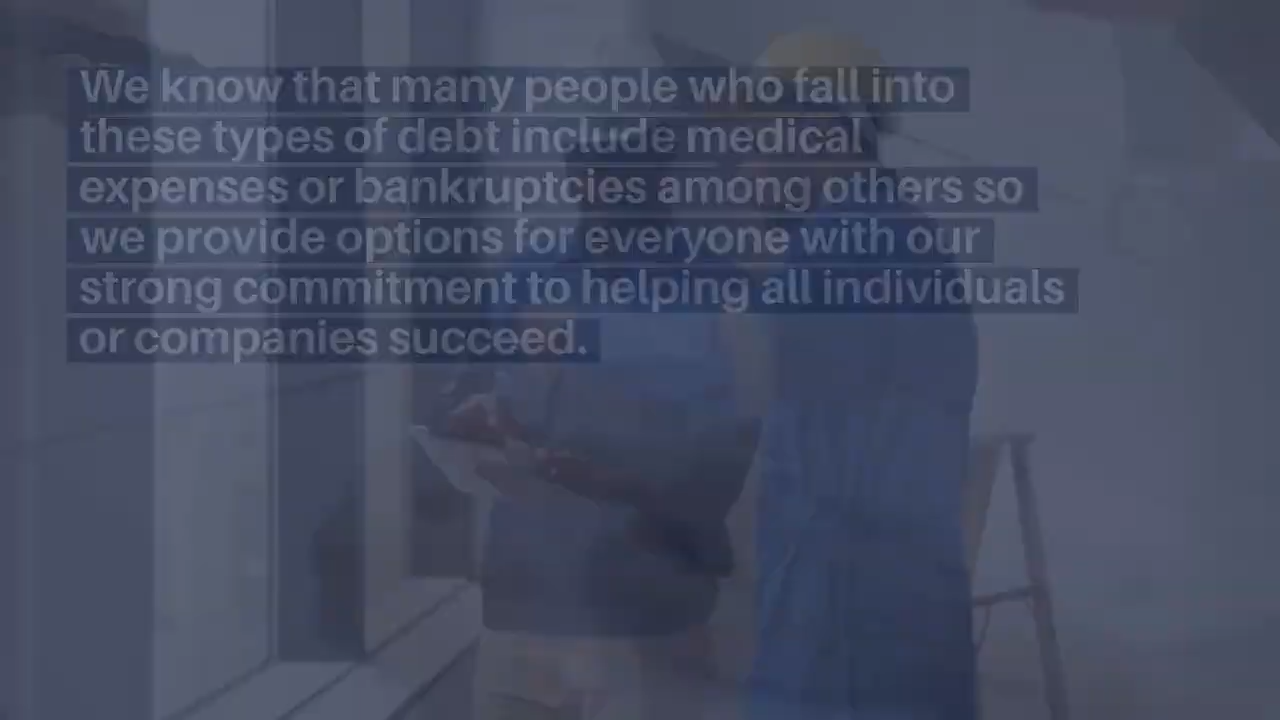 We know that many people who fall into
these types of debt include medical
expenses or bankruptcies among others so
we provide options for everyone with our
strong commitment to helping all individuals
or companies succeed.